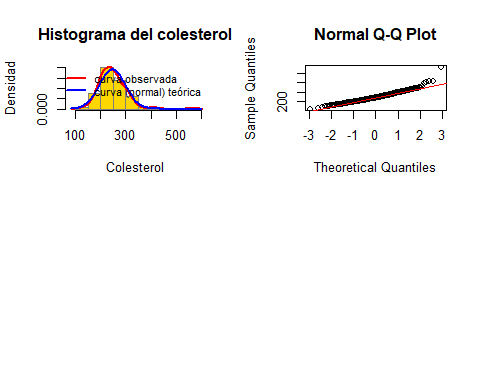 Histograma del colesterol
Densidad
0.000
curva observada
curva (normal) teórica
100 300 500
Colesterol
Normal Q-Q Plot
Sample Quantiles
200
-3 -2 -1 0 1 2 3
Theoretical Quantiles